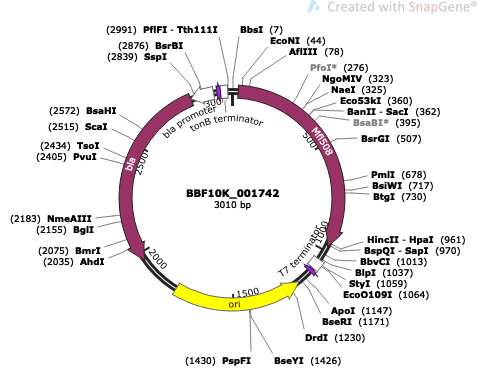 Created with SnapGene®
(2991) PflFI - Tth111I
BbsI (7)
(2876) BsrBI
EcoNI (44)
(2839) SspI
AflIII (78)
PfoI* (276)
NgoMIV (323)
NaeI (325)
Eco53kI (360)
BanII - SacI (362)
BsaBI* (395)
BsrGI (507)
(2572) BsaHI
(2515) ScaI
(2434) TsoI
(2405) PvuI
PmlI (678)
BsiWI (717)
BtgI (730)
(2183) NmeAIII
(2155) BglI
(2075) BmrI
(2035) AhdI
HincII - HpaI (961)
BspQI - SapI (970)
BbvCI (1013)
BlpI (1037)
StyI (1059)
EcoO109I (1064)
ApoI (1147)
BseRI (1171)
DrdI (1230)
(1430) PspFI
BseYI (1426)
bla promoter
tonB terminator
Mfl508
bla
T7 terminator
ori
500
1000
1500
2000
2500
BBF10K_001742
3010 bp